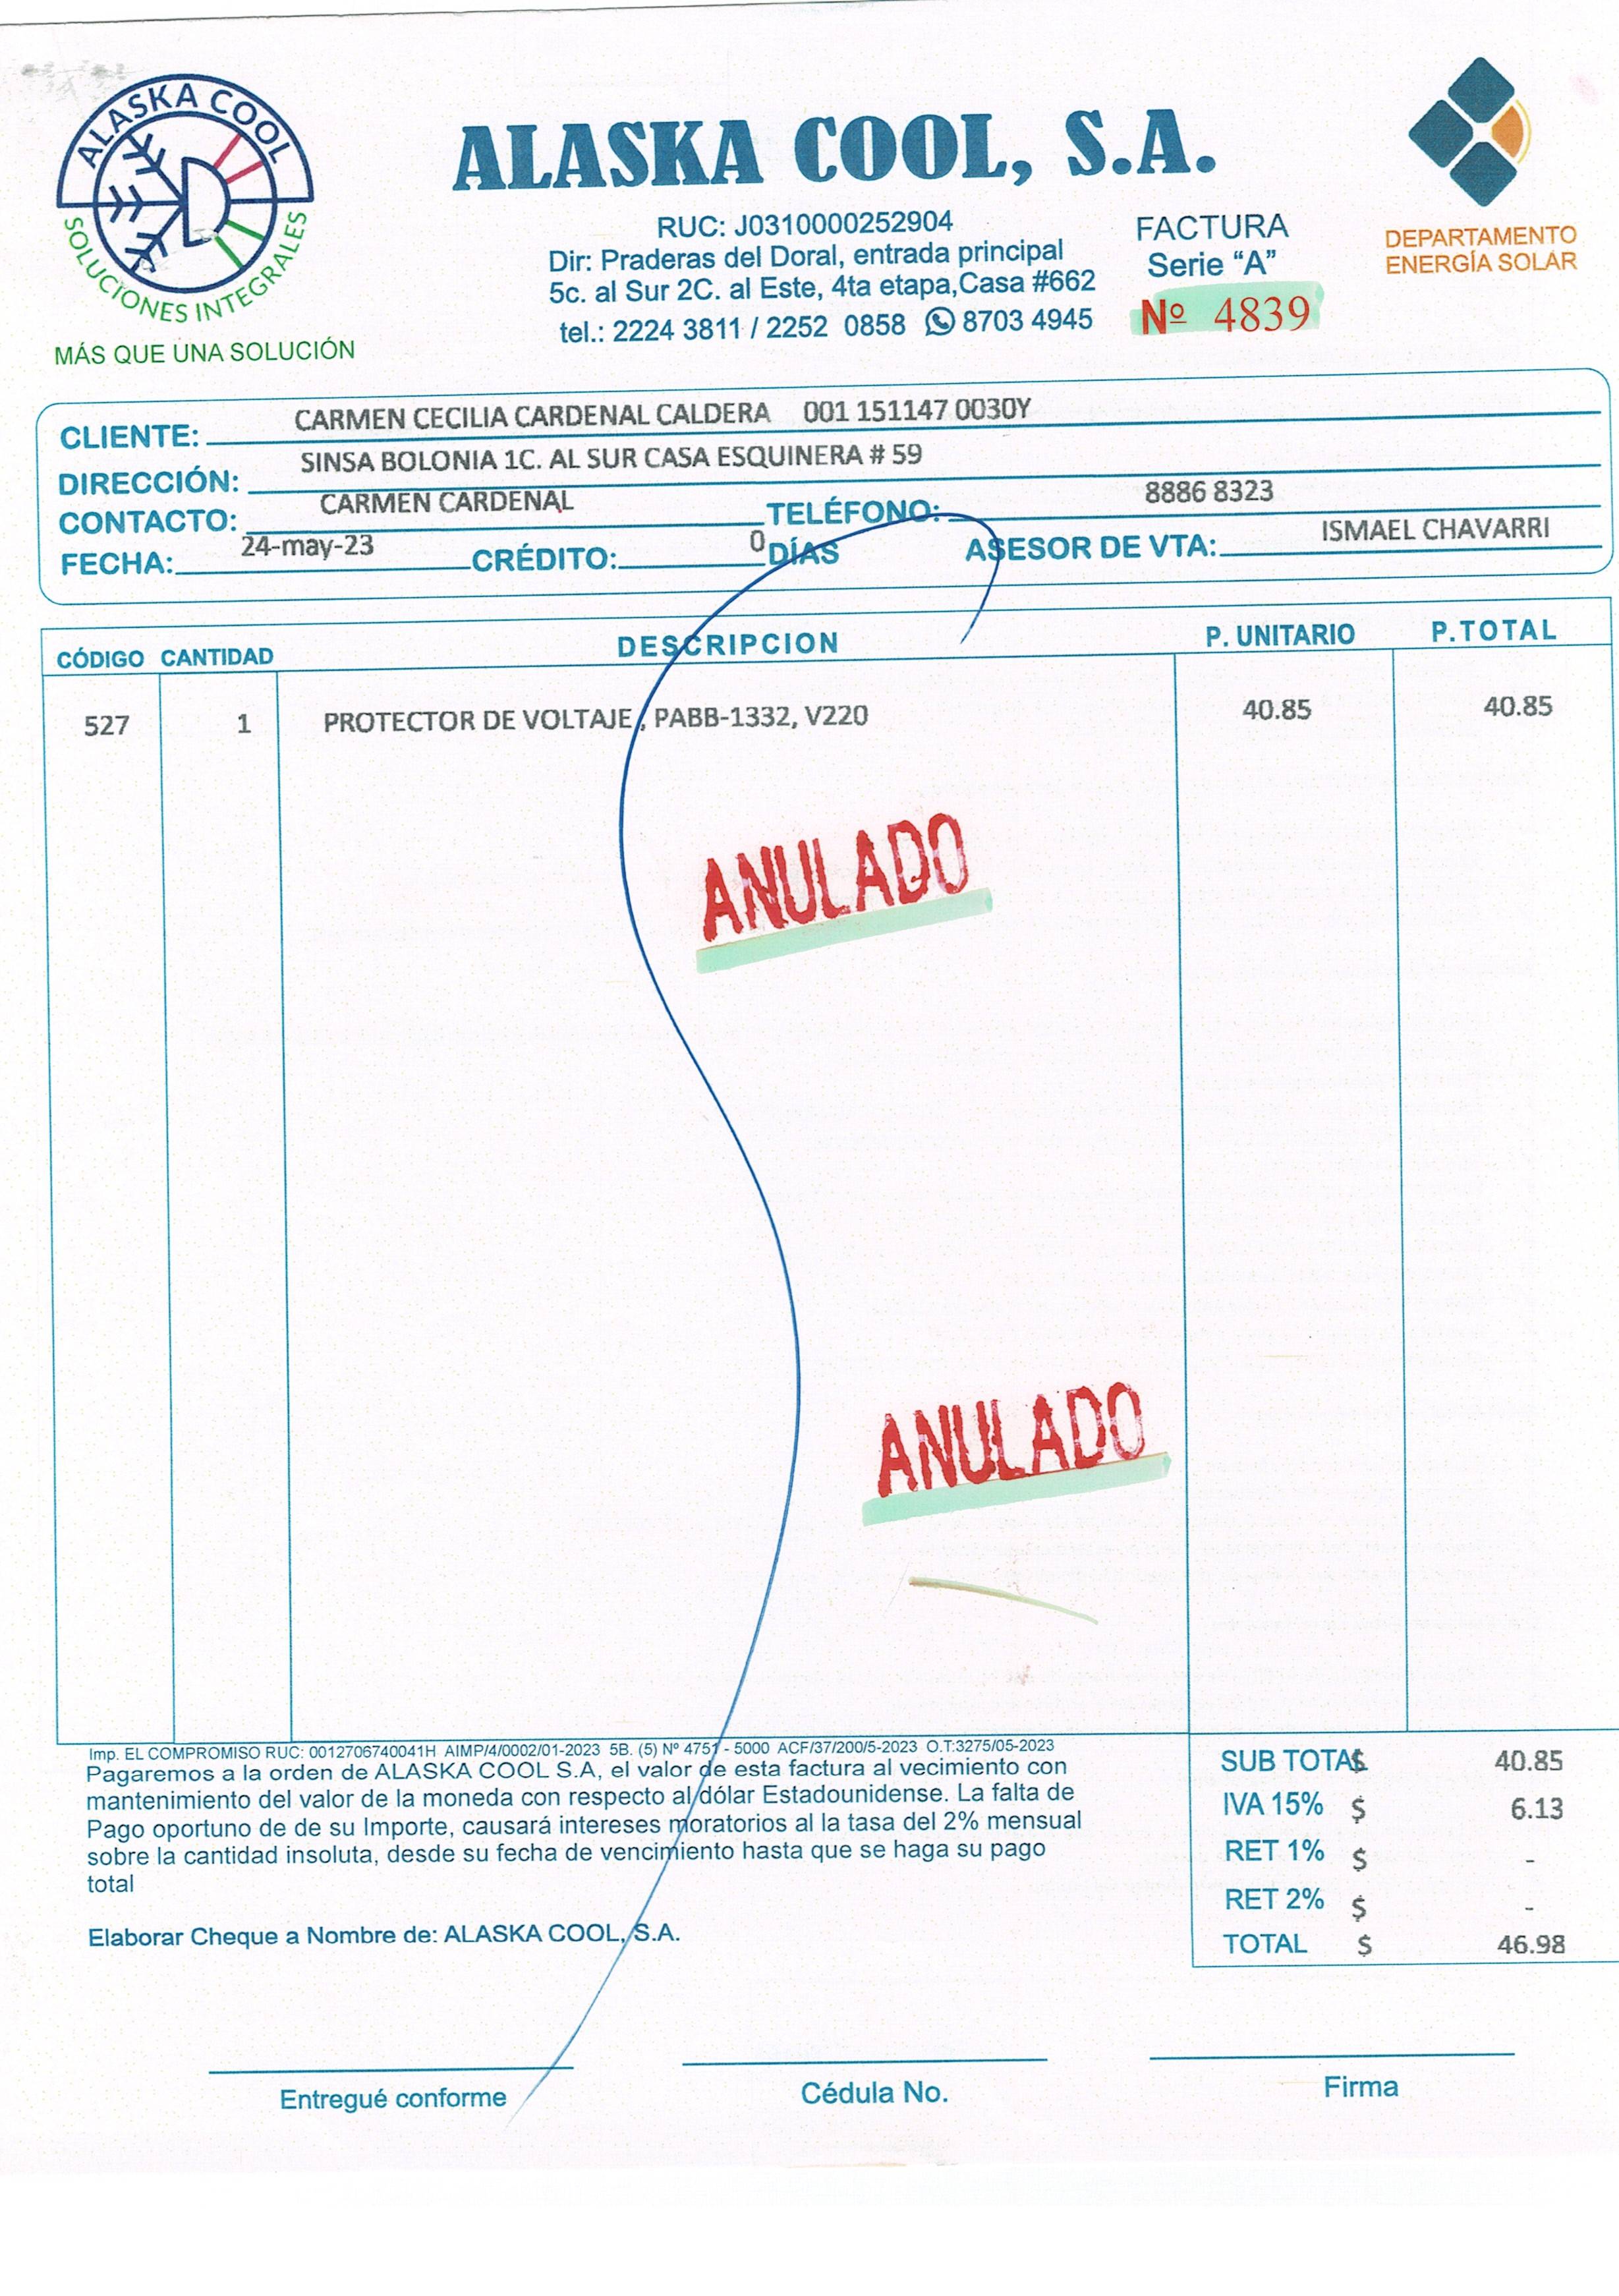 ALASKA COOL
SOLUCIONES INTEGRALES
MÁS QUE UNA SOLUCIÓN
ALASKA COOL, S.A.
RUC: J0310000252904
Dir: Praderas del Doral, entrada principal
5c. al Sur 2C. al Este, 4ta etapa,Casa #662
tel.: 2224 3811 / 2252 0858 8703 4945
FACTURA
Serie “A”
Nº 4839
DEPARTAMENTO
ENERGÍA SOLAR
CLIENTE: CARMEN CECILIA CARDENAL CALDERA 001 151147 0030Y
DIRECCIÓN: SINSA BOLONIA 1C. AL SUR CASA ESQUINERA # 59
CONTACTO: CARMEN CARDENAL TELÉFONO: 8886 8323
FECHA: 24-may-23 CRÉDITO: 0 DÍAS ASESOR DE VTA: ISMAEL CHAVARRI
CÓDIGO CANTIDAD DESCRIPCION P. UNITARIO P.TOTAL
527 1 PROTECTOR DE VOLTAJE , PABB-1332, V220 40.85 40.85
ANULADO
ANULADO
Imp. EL COMPROMISO RUC: 0012706740041H AIMP/4/0002/01-2023 5B. (5) Nº 4751 - 5000 ACF/37/200/5-2023 O.T:3275/05-2023
Pagaremos a la orden de ALASKA COOL S.A, el valor de esta factura al vecimiento con
mantenimiento del valor de la moneda con respecto al dólar Estadounidense. La falta de
Pago oportuno de de su Importe, causará intereses moratorios al la tasa del 2% mensual
sobre la cantidad insoluta, desde su fecha de vencimiento hasta que se haga su pago
total
Elaborar Cheque a Nombre de: ALASKA COOL, S.A.
SUB TOTAL $ 40.85
IVA 15% $ 6.13
RET 1% $ -
RET 2% $ -
TOTAL $ 46.98
Entregué conforme
Cédula No.
Firma